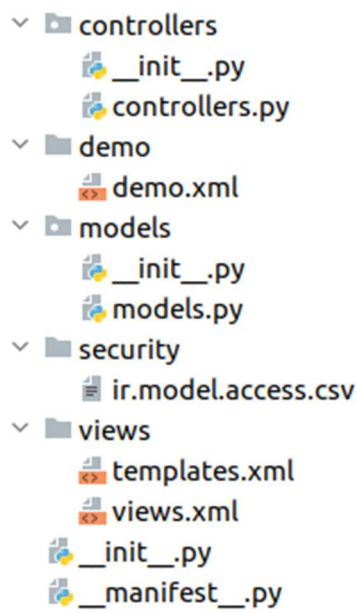 controllers
__init__.py
controllers.py
demo
demo.xml
models
__init__.py
models.py
security
ir.model.access.csv
views
templates.xml
views.xml
__init__.py
__manifest__.py